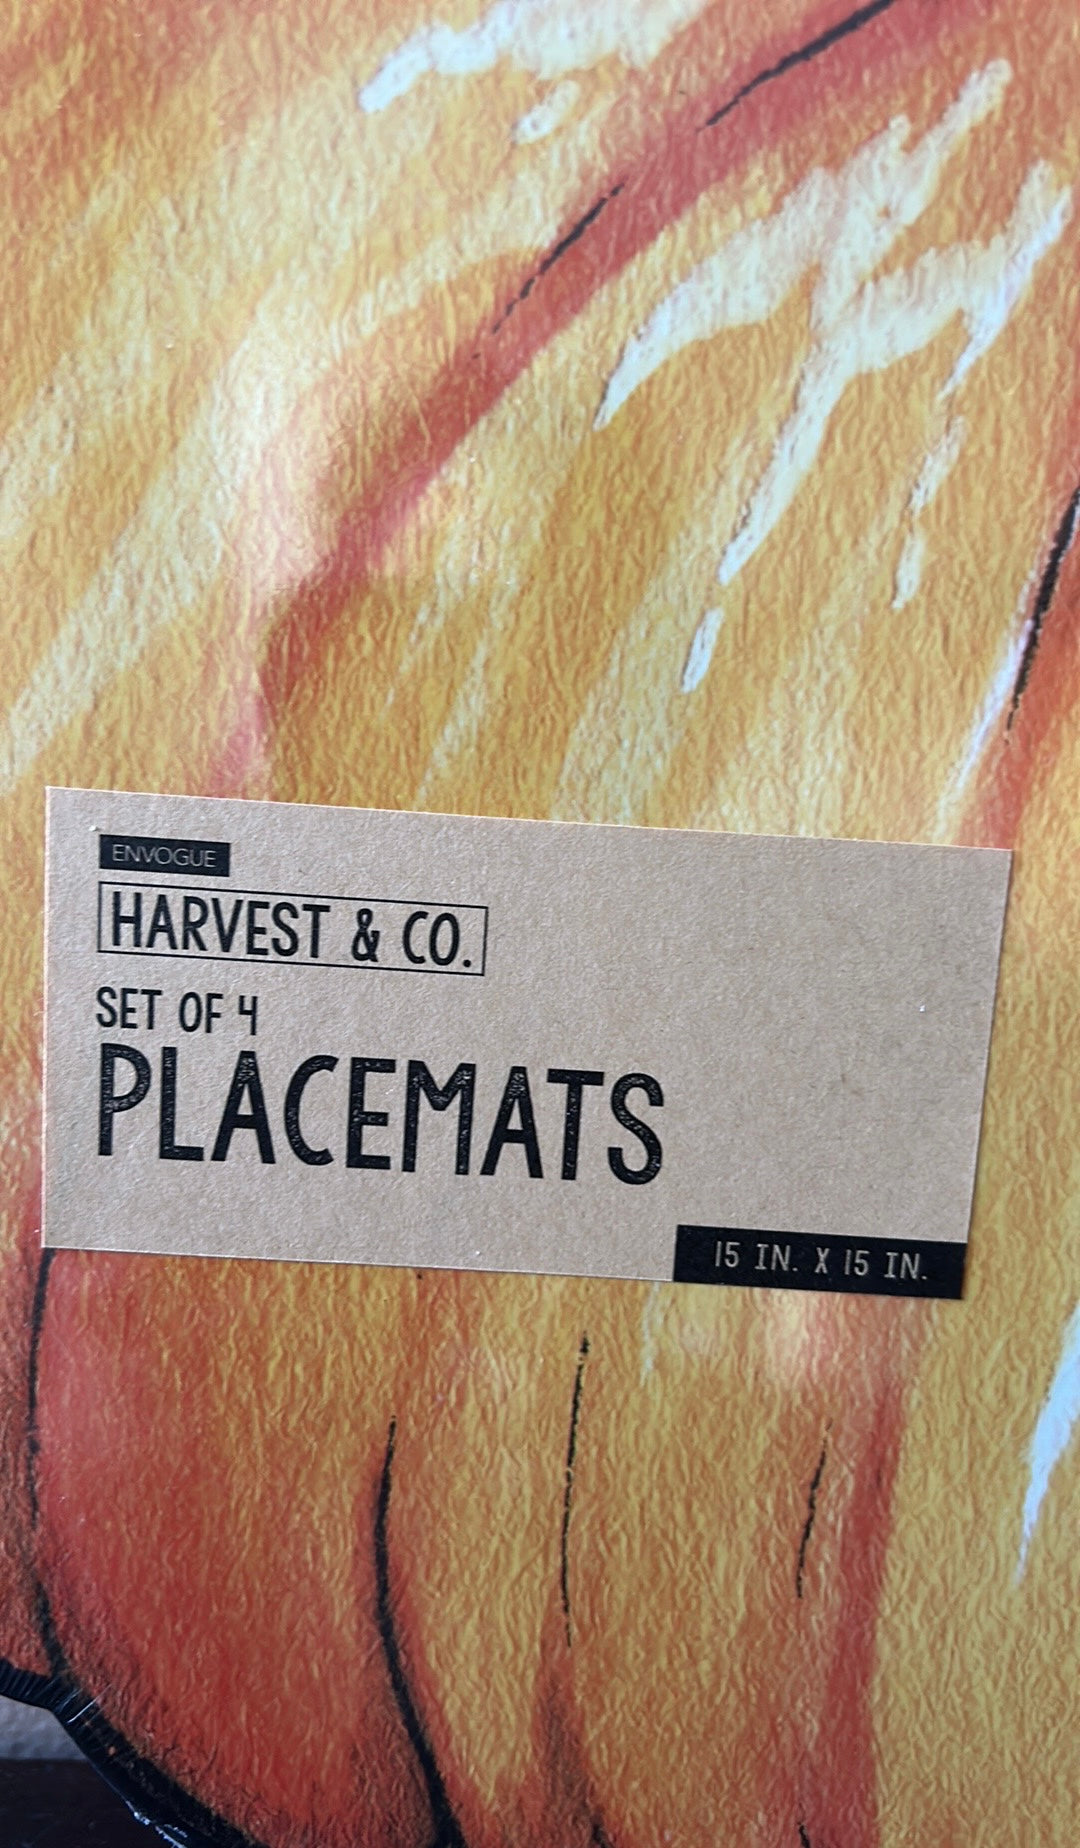 ENVOGUE
HARVEST & CO.
SET OF 4
PLACEMATS
15 IN. X 15 IN.